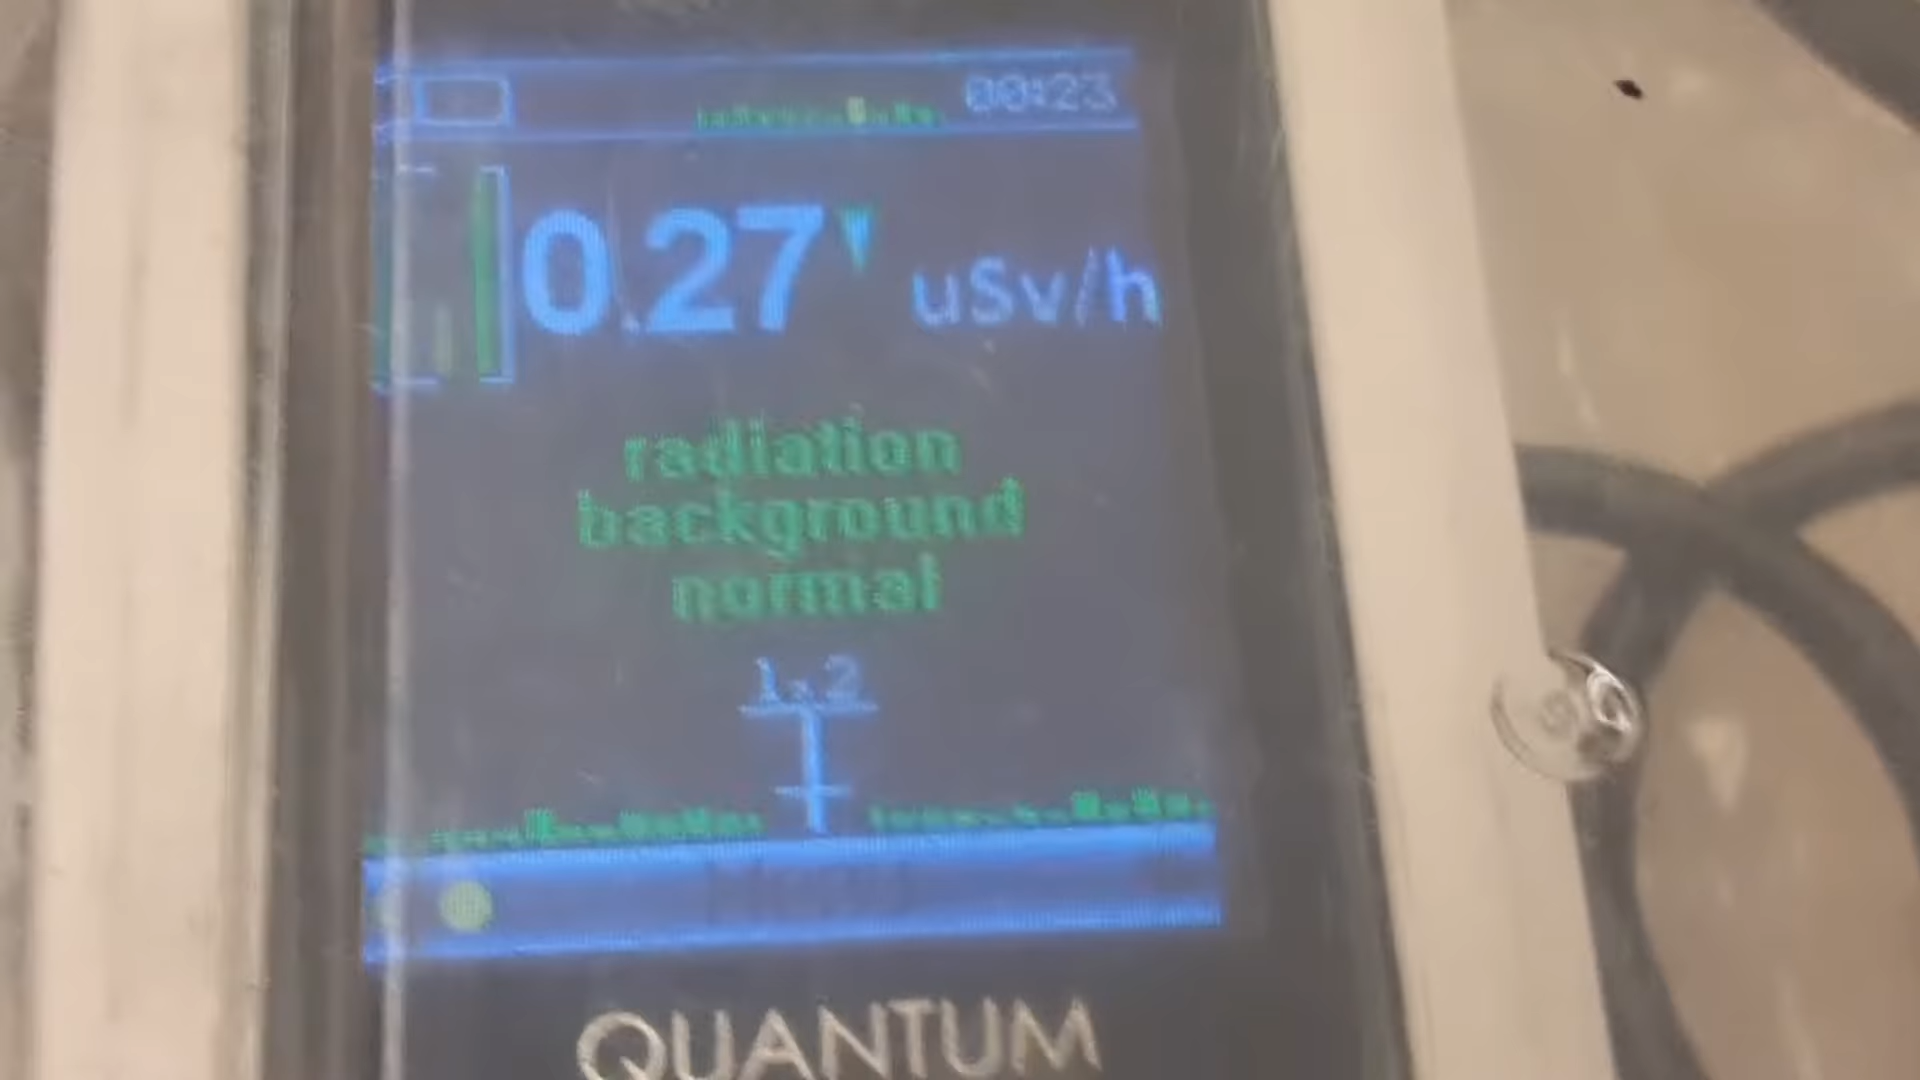 00:23
0.27 uSv/h
radiation
background
normal
1.2
QUANTUM